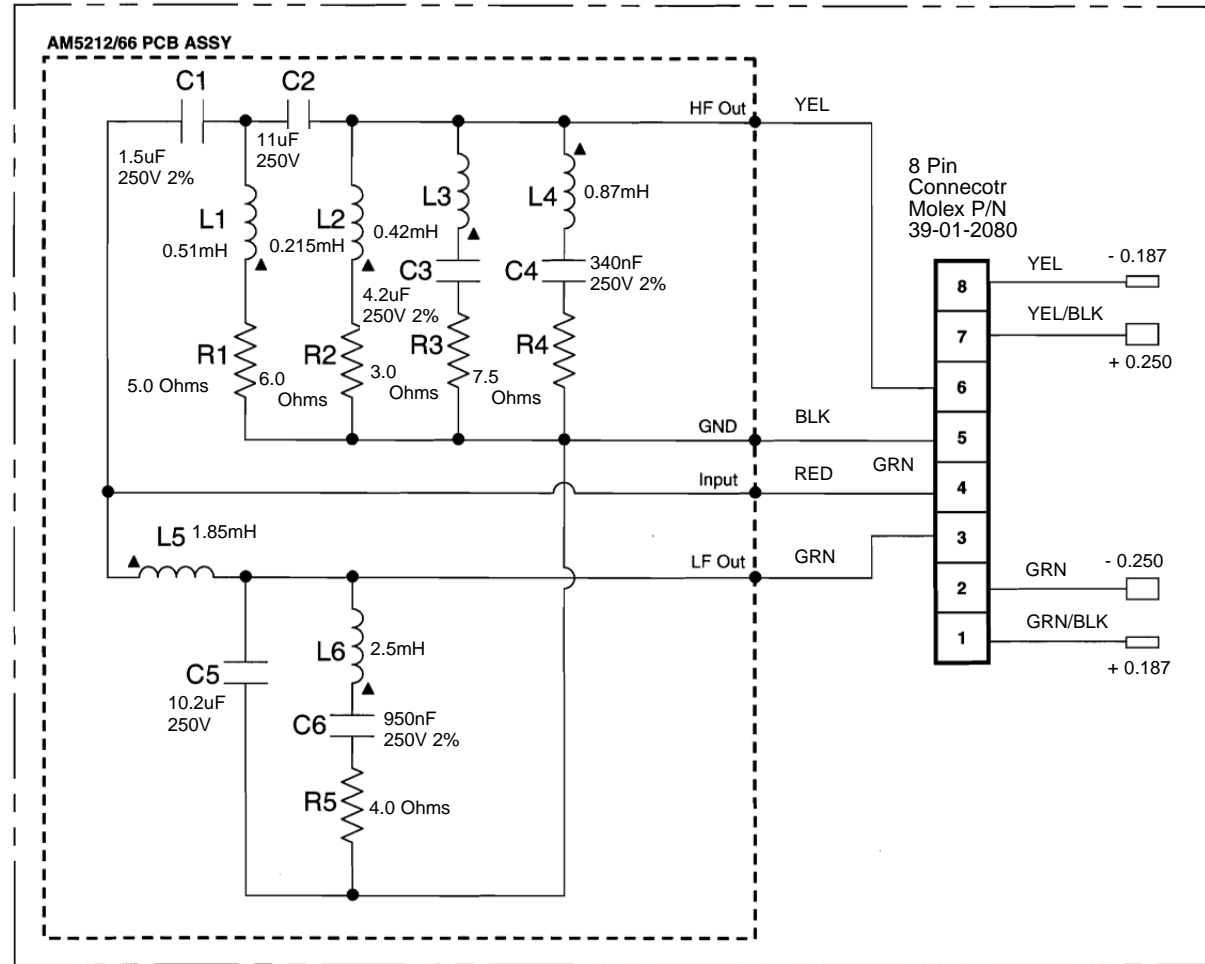 AM5212/66 PCB ASSY
C1
C2
HF Out
YEL
1.5uF
250V 2%
11uF
250V
8 Pin
Connecotr
Molex P/N
39-01-2080
L1
0.51mH
L2
0.215mH
L3
0.42mH
L4
0.87mH
C3
4.2uF
250V 2%
C4
340nF
250V 2%
R1
5.0 Ohms
R2
6.0
Ohms
R3
3.0
Ohms
R4
7.5
Ohms
GND
BLK
Input
RED
GRN
L5
1.85mH
LF Out
GRN
L6
2.5mH
C5
10.2uF
250V
C6
950nF
250V 2%
R5
4.0 Ohms
8
7
6
5
4
3
2
1
YEL
- 0.187
YEL/BLK
+ 0.250
GRN
- 0.250
GRN/BLK
+ 0.187